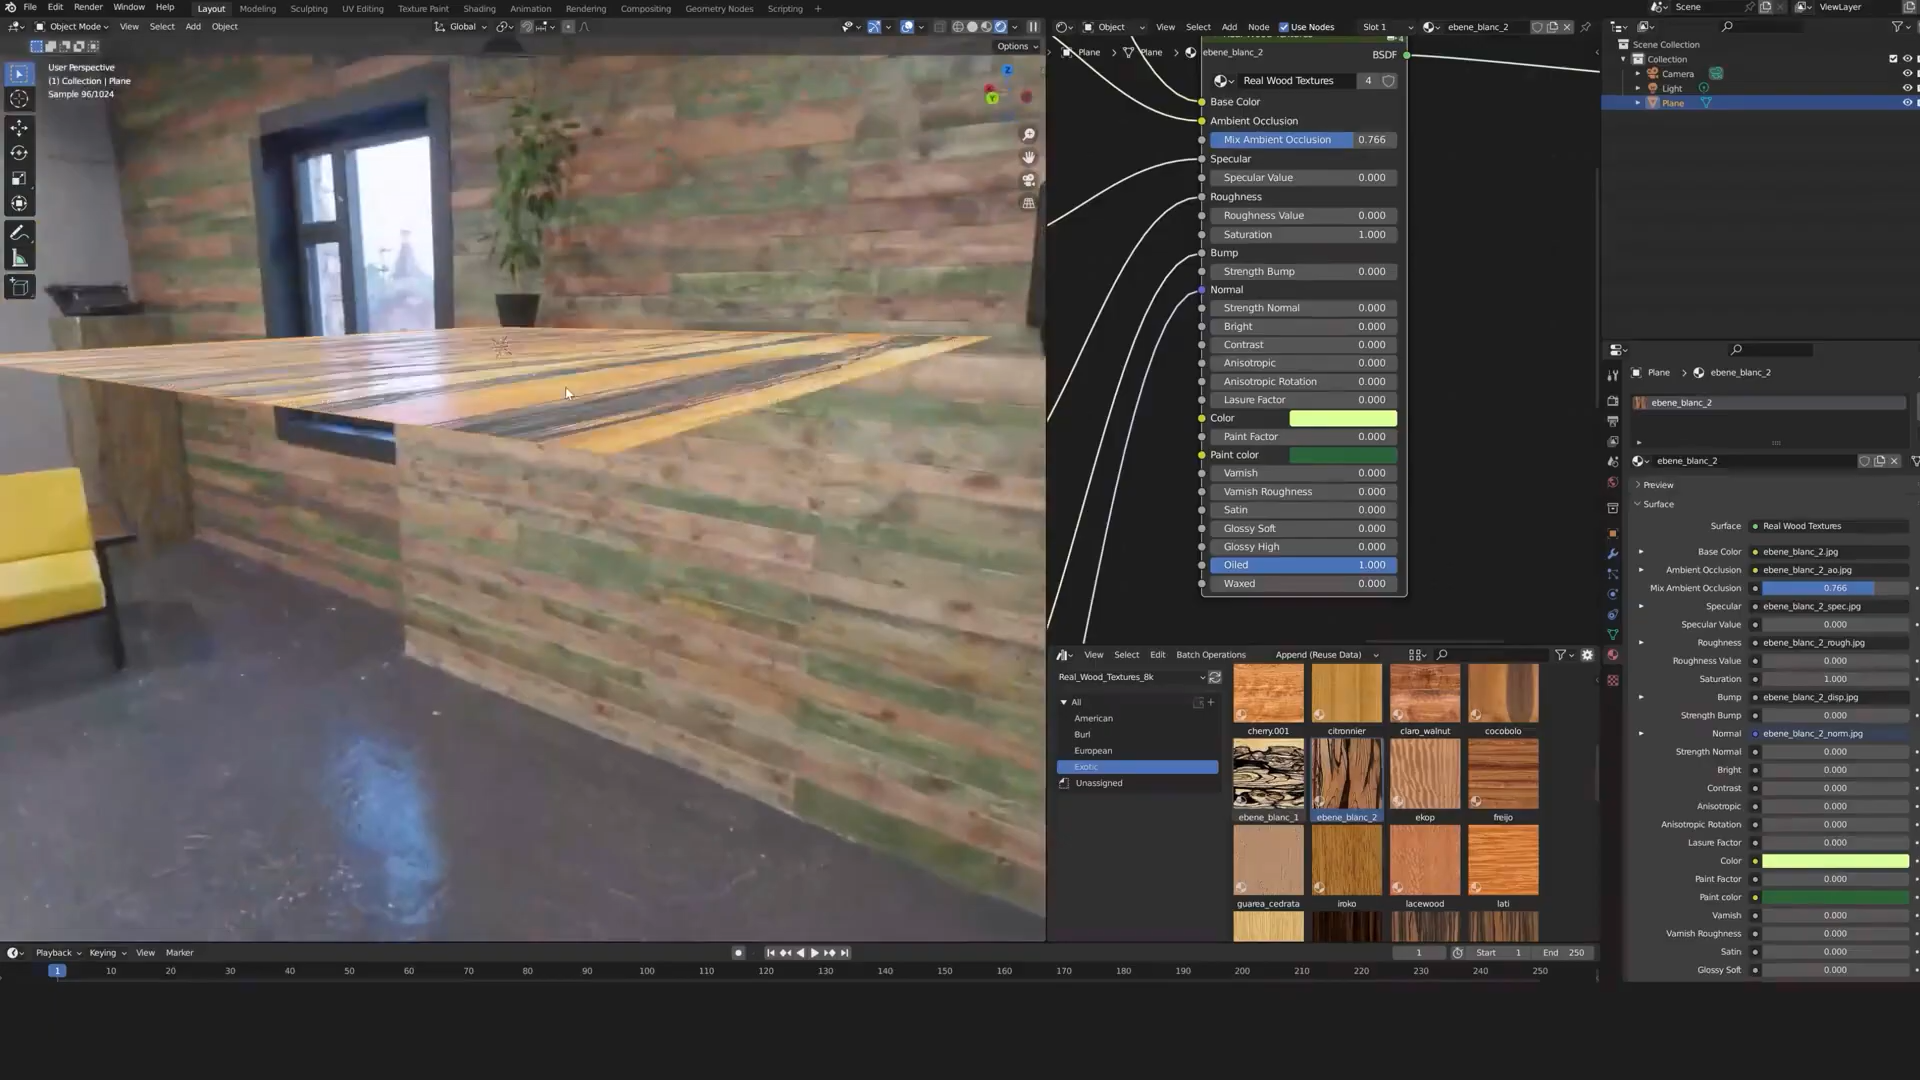 File Edit Render Window Help Layout Modeling Sculpting UV Editing Texture Paint Shading Animation Rendering Compositing Geometry Nodes Scripting + Scene ViewLayer
Object Mode View Select Add Object Global Object View Select Add Node Use Nodes Slot 1 ebene_blanc_2
Options
User Perspective
(1) Collection | Plane
Sample 96/1024
Plane > Plane > ebene_blanc_2
BSDF
Real Wood Textures 4
Base Color
Ambient Occlusion
Mix Ambient Occlusion 0.766
Specular
Specular Value 0.000
Roughness
Roughness Value 0.000
Saturation 1.000
Bump
Strength Bump 0.000
Normal
Strength Normal 0.000
Bright 0.000
Contrast 0.000
Anisotropic 0.000
Anisotropic Rotation 0.000
Lasure Factor 0.000
Color
Paint Factor 0.000
Paint color
Varnish 0.000
Varnish Roughness 0.000
Satin 0.000
Glossy Soft 0.000
Glossy High 0.000
Oiled 1.000
Waxed 0.000
View Select Edit Batch Operations Append (Reuse Data)
Real_Wood_Textures_8k
All
American
Burl
European
Exotic
Unassigned
cherry.001 citronnier claro_walnut cocobolo
ebene_blanc_1 ebene_blanc_2 ekop freijo
guarea_cedrata iroko lacewood lati
Scene Collection
Collection
Camera
Light
Plane
Plane > ebene_blanc_2
ebene_blanc_2
ebene_blanc_2
Preview
Surface
Surface Real Wood Textures
Base Color ebene_blanc_2.jpg
Ambient Occlusion ebene_blanc_2_ao.jpg
Mix Ambient Occlusion 0.766
Specular ebene_blanc_2_spec.jpg
Specular Value 0.000
Roughness ebene_blanc_2_rough.jpg
Roughness Value 0.000
Saturation 1.000
Bump ebene_blanc_2_disp.jpg
Strength Bump 0.000
Normal ebene_blanc_2_norm.jpg
Strength Normal 0.000
Bright 0.000
Contrast 0.000
Anisotropic 0.000
Anisotropic Rotation 0.000
Lasure Factor 0.000
Color
Paint Factor 0.000
Paint color
Varnish 0.000
Varnish Roughness 0.000
Satin 0.000
Glossy Soft 0.000
Playback Keying View Marker 1 Start 1 End 250
1 10 20 30 40 50 60 70 80 90 100 110 120 130 140 150 160 170 180 190 200 210 220 230 240 250